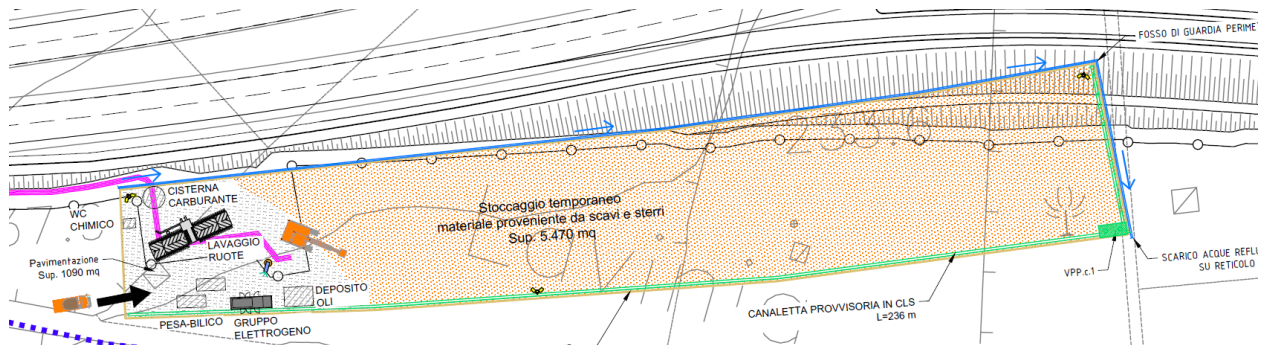 FOSSO DI GUARDIA PERIME
CISTERNA
CARBURANTE
WC
CHIMICO
Stoccaggio temporaneo
materiale proveniente da scavi e sterri
Sup. 5.470 mq
LAVAGGIO
RUOTE
Pavimentazione
Sup. 1090 mq
DEPOSITO
OLI
PESA-BILICO
GRUPPO
ELETTROGENO
CANALETTA PROVVISORIA IN CLS
L=236 m
VPP.c.1
SCARICO ACQUE REFLU
SU RETICOLO